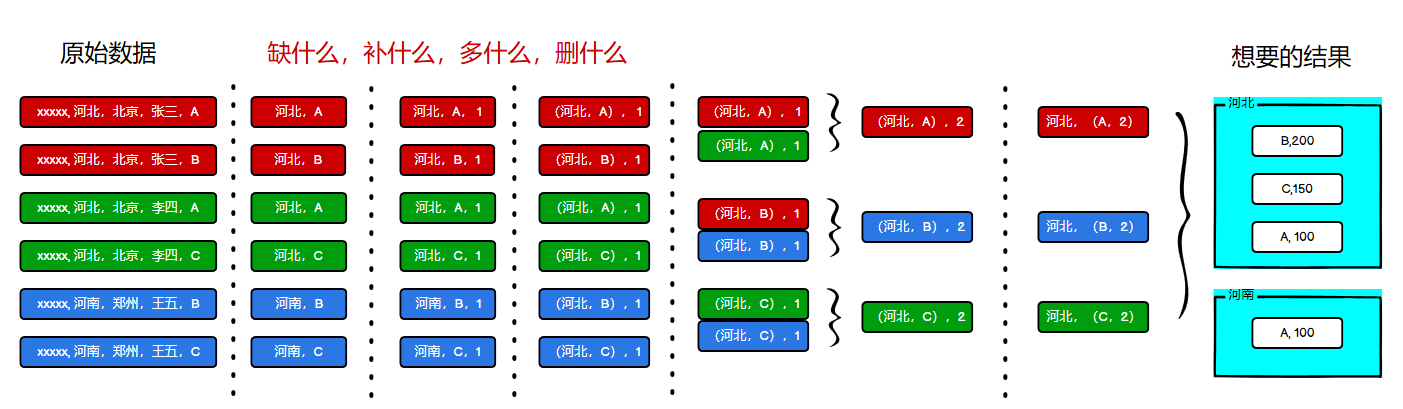 原始数据
缺什么，补什么，多什么，删什么
想要的结果
xxxxx, 河北，北京，张三，A
xxxxx, 河北，北京，张三，B
xxxxx, 河北，北京，李四，A
xxxxx, 河北，北京，李四，C
xxxxx, 河南，郑州，王五，B
xxxxx, 河南，郑州，王五，C
河北，A
河北，B
河北，A
河北，C
河南，B
河南，C
河北，A，1
河北，B，1
河北，A，1
河北，C，1
河南，B，1
河南，C，1
（河北，A），1
（河北，B），1
（河北，A），1
（河北，C），1
（河北，B），1
（河北，C），1
（河北，A），1
（河北，A），1
（河北，B），1
（河北，B），1
（河北，C），1
（河北，C），1
（河北，A），2
（河北，B），2
（河北，C），2
河北，（A，2）
河北，（B，2）
河北，（C，2）
河北
B,200
C,150
A, 100
河南
A, 100